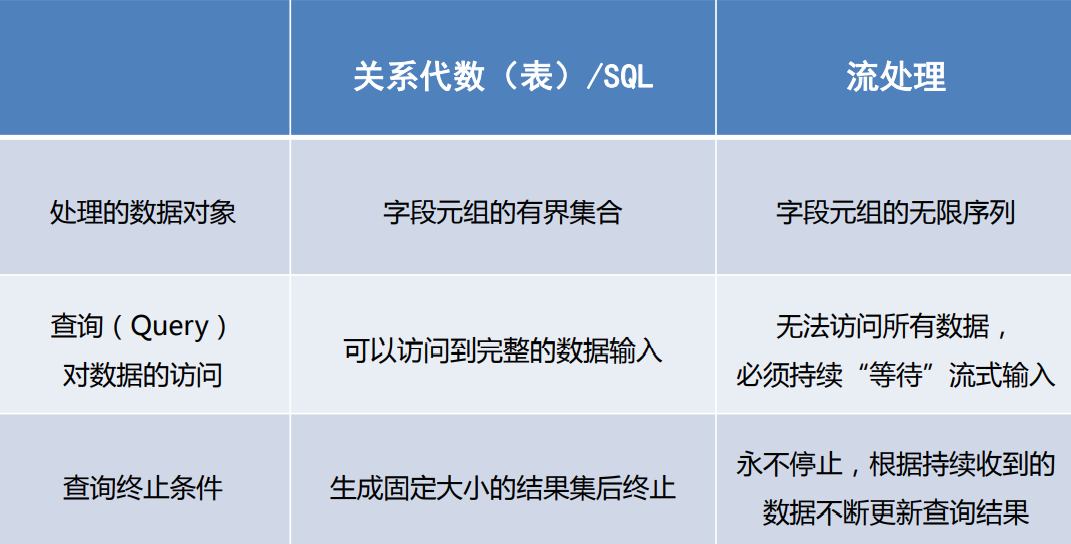 关系代数（表）/SQL
流处理
处理的数据对象
字段元组的有界集合
字段元组的无限序列
查询（Query）
对数据的访问
可以访问到完整的数据输入
无法访问所有数据，
必须持续“等待”流式输入
查询终止条件
生成固定大小的结果集后终止
永不停止，根据持续收到的
数据不断更新查询结果